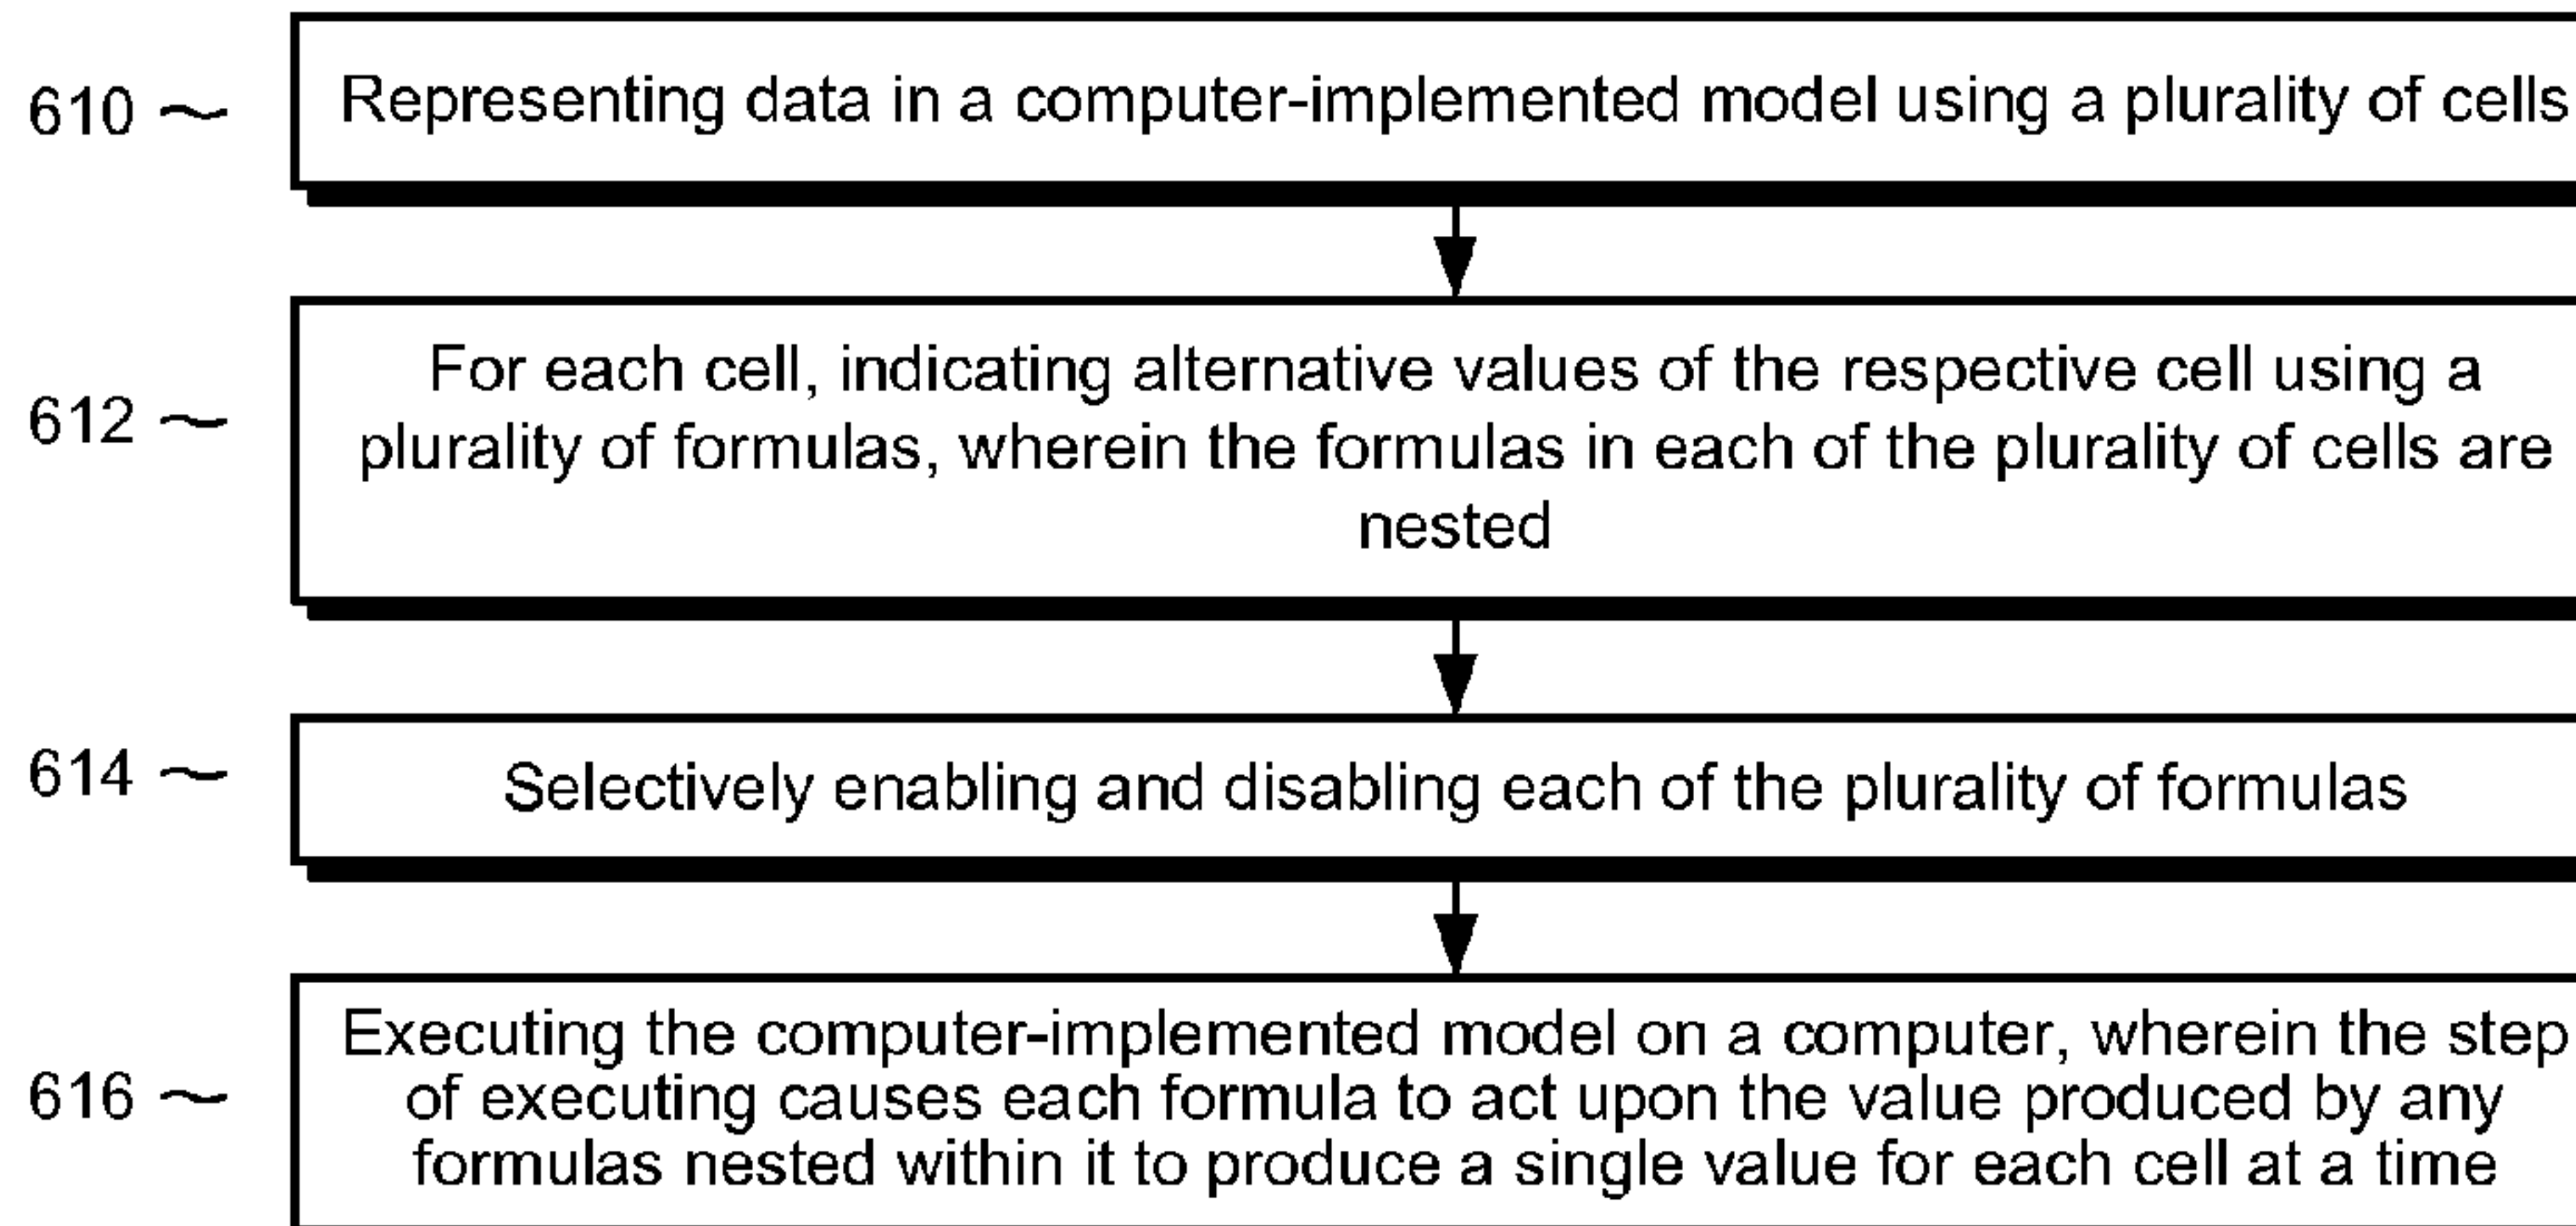 610 ~ Representing data in a computer-implemented model using a plurality of cells
For each cell, indicating alternative values of the respective cell using a
612 ~ plurality of formulas, wherein the formulas in each of the plurality of cells are
nested
614 ~ Selectively enabling and disabling each of the plurality of formulas
Executing the computer-implemented model on a computer, wherein the step
616 ~ of executing causes each formula to act upon the value produced by any
formulas nested within it to produce a single value for each cell at a time